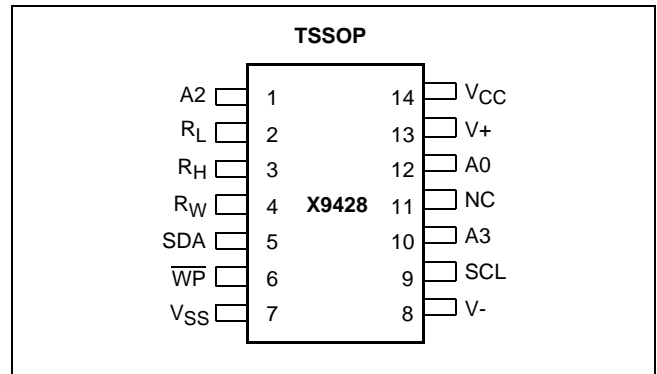 TSSOP
A2 1 14 VCC
RL 2 13 V+
RH 3 12 A0
RW 4 X9428 11 NC
SDA 5 10 A3
WP 6 9 SCL
VSS 7 8 V-